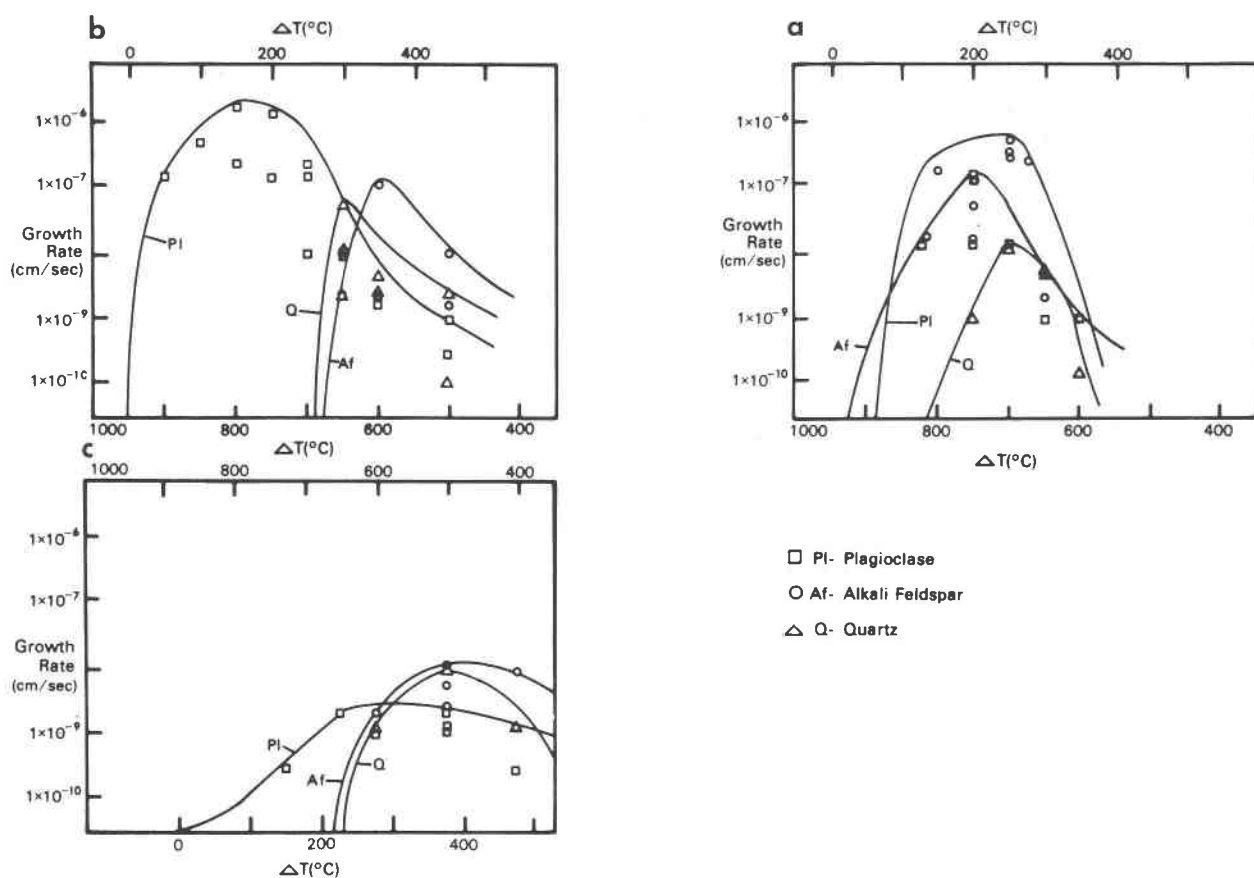 b
ΔT(°C)
0 200 400
1000
1×10⁻⁶
1×10⁻⁷
Growth
Rate
(cm/sec)
1×10⁻⁹
1×10⁻¹⁰
Pl
Q
Af
1000 800 600 400
ΔT(°C)
a
ΔT(°C)
0 200 400
1×10⁻⁶
1×10⁻⁷
Growth
Rate
(cm/sec)
1×10⁻⁹
1×10⁻¹⁰
Af
Pl
Q
1000 800 600
ΔT(°C)
c
1000 800 600 400
1×10⁻⁶
1×10⁻⁷
Growth
Rate
(cm/sec)
1×10⁻⁹
1×10⁻¹⁰
Pl
Af
Q
0 200 400
ΔT(°C)
□ Pl- Plagioclase
○ Af- Alkali Feldspar
△ Q- Quartz